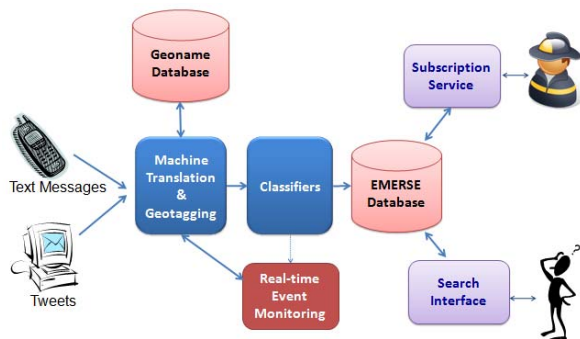 Geoname
Database
Subscription
Service
Text Messages
Machine
Translation
&
Geotagging
Classifiers
EMERSE
Database
Tweets
Real-time
Event
Monitoring
Search
Interface
?